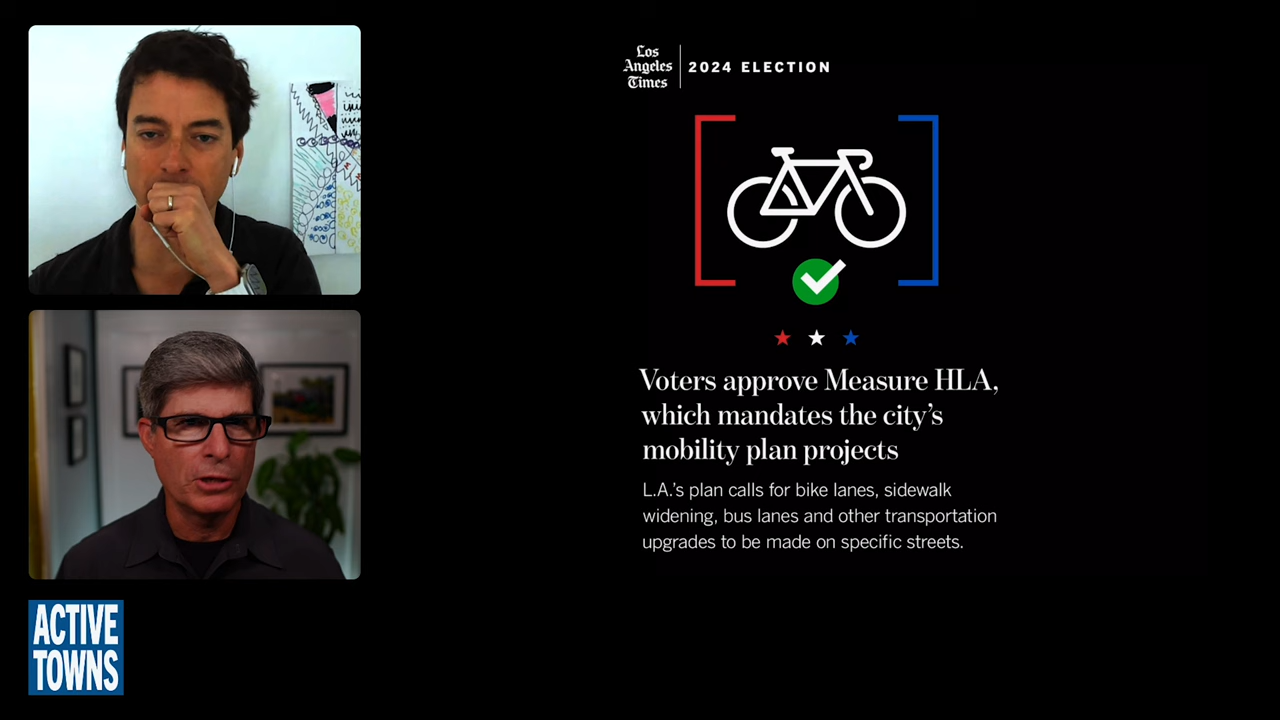 Los
Angeles
Times
2024 ELECTION
Voters approve Measure HLA,
which mandates the city's
mobility plan projects
L.A.'s plan calls for bike lanes, sidewalk
widening, bus lanes and other transportation
upgrades to be made on specific streets.
ACTIVE
TOWNS